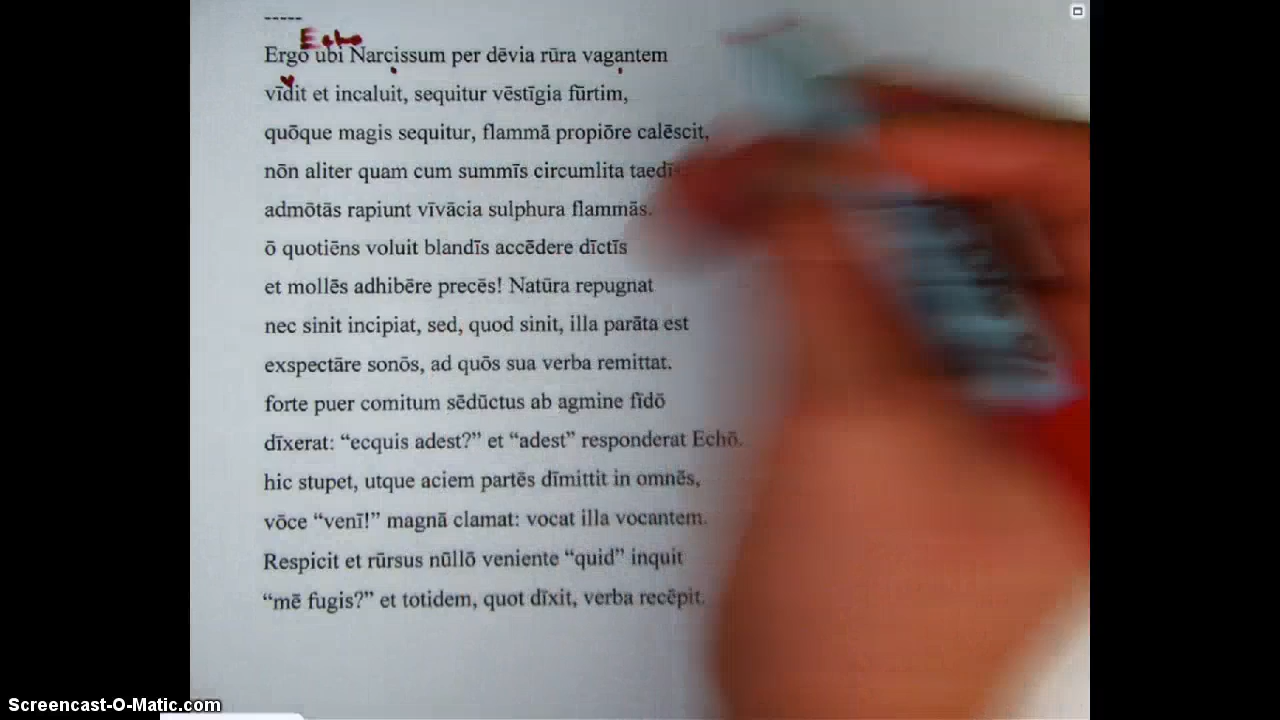 -----
Echo
Ergō ubi Narcissum per dēvia rūra vagantem
vīdit et incaluit, sequitur vēstīgia fūrtim,
quōque magis sequitur, flammā propiōre calēscit,
nōn aliter quam cum summīs circumlita
admōtās rapiunt vīvācia sulphura flammās.
ō quotiēns voluit blandīs accēdere dīctīs
et mollēs adhibēre precēs! Natūra repugnat
nec sinit incipiat, sed, quod sinit, illa parāta est
exspectāre sonōs, ad quōs sua verba remittat.
forte puer comitum sēdūctus ab agmine fīdō
dīxerat: “ecquis adest?” et “adest” responderat Echō.
hic stupet, utque aciem partēs dīmittit in omnēs,
vōce “venī!” magnā clamat: vocat illa vocantem.
Respicit et rūrsus nūllō veniente “quid” inquit
“mē fugis?” et totidem, quot dīxit, verba recēpit.
Screencast-O-Matic.com